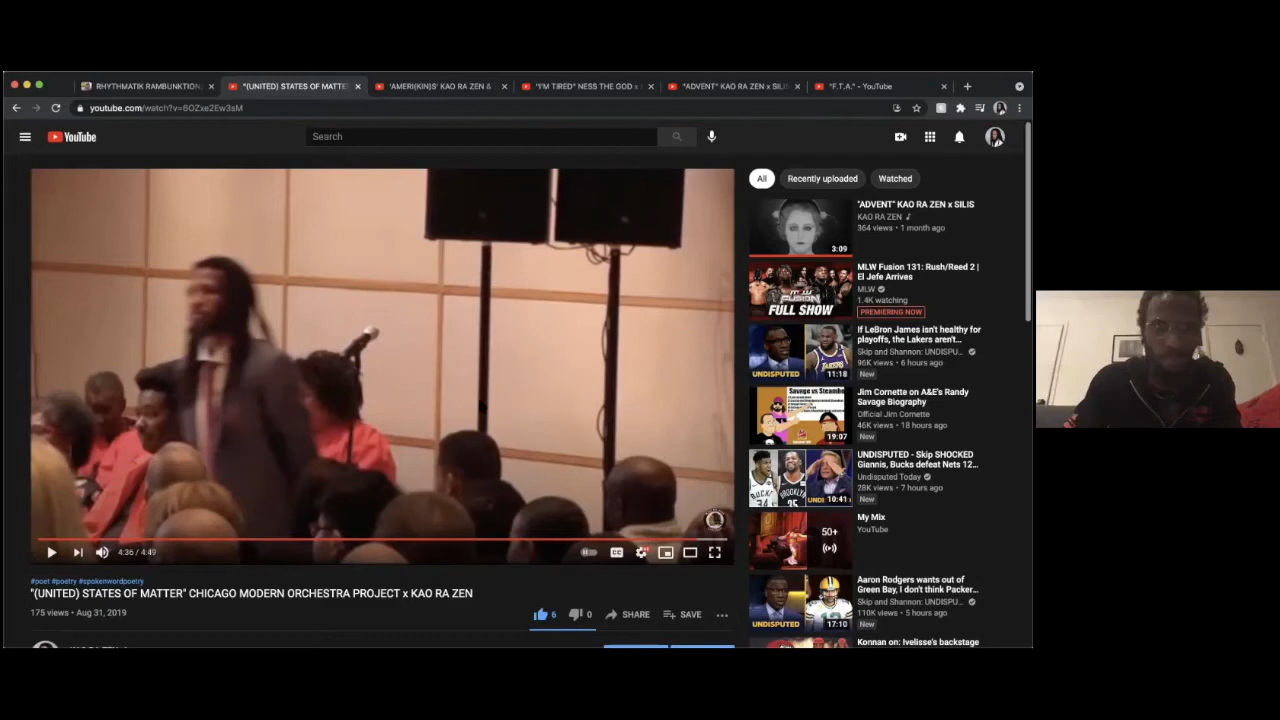 RHYTHMATIK RAMBUNKTION,
"(UNITED) STATES OF MATTER"
'AMERI(KIN)S' KAO RA ZEN &
"I'M TIRED" NESS THE GOD x
"ADVENT" KAO RA ZEN x SILIS
"F.T.A." - YouTube
youtube.com/watch?v=6OZxe2Ew3sM
YouTube
Search
All
Recently uploaded
Watched
"ADVENT" KAO RA ZEN x SILIS
KAO RA ZEN
364 views • 1 month ago
3:09
MLW Fusion 131: Rush/Reed 2 |
El Jefe Arrives
MLW
1.4K watching
PREMIERING NOW
FUSION
FULL SHOW
If LeBron James isn't healthy for
playoffs, the Lakers aren't...
Skip and Shannon: UNDISPU...
96K views • 6 hours ago
New
UNDISPUTED
11:18
Jim Cornette on A&E's Randy
Savage Biography
Official Jim Cornette
46K views • 18 hours ago
New
Savage vs Steamboat
19:07
UNDISPUTED - Skip SHOCKED
Giannis, Bucks defeat Nets 12...
Undisputed Today
28K views • 7 hours ago
New
10:41
My Mix
YouTube
50+
Aaron Rodgers wants out of
Green Bay, I don't think Packer...
Skip and Shannon: UNDISPU...
110K views • 5 hours ago
New
UNDISPUTED
17:10
Konnan on: Ivelisse's backstage
4:36 / 4:49
CC
#poet #poetry #spokenwordpoetry
"(UNITED) STATES OF MATTER" CHICAGO MODERN ORCHESTRA PROJECT x KAO RA ZEN
175 views • Aug 31, 2019
6
0
SHARE
SAVE